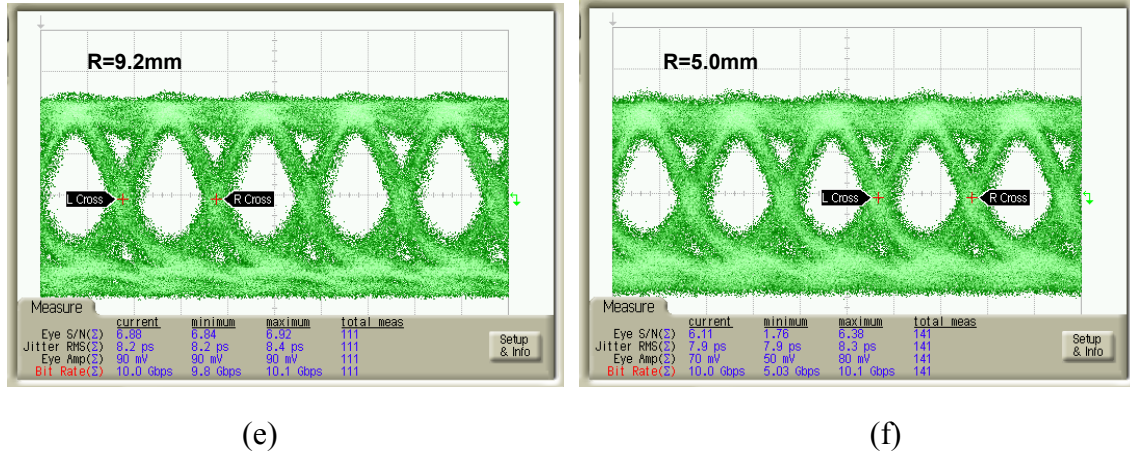 R=9.2mm
L Cross
R Cross
Measure
current minimum maximum total meas
Eye S/N(Σ) 6.88 6.84 6.92 111
Jitter RMS(Σ) 8.2 ps 8.2 ps 8.4 ps 111
Eye Amp(Σ) 90 mV 90 mV 90 mV 111
Bit Rate(Σ) 10.0 Gbps 9.8 Gbps 10.1 Gbps 111
Setup
& Info
(e)
R=5.0mm
L Cross
R Cross
Measure
current minimum maximum total meas
Eye S/N(Σ) 6.11 1.76 6.38 141
Jitter RMS(Σ) 7.9 ps 7.9 ps 8.3 ps 141
Eye Amp(Σ) 70 mV 50 mV 80 mV 141
Bit Rate(Σ) 10.0 Gbps 5.03 Gbps 10.1 Gbps 141
Setup
& Info
(f)